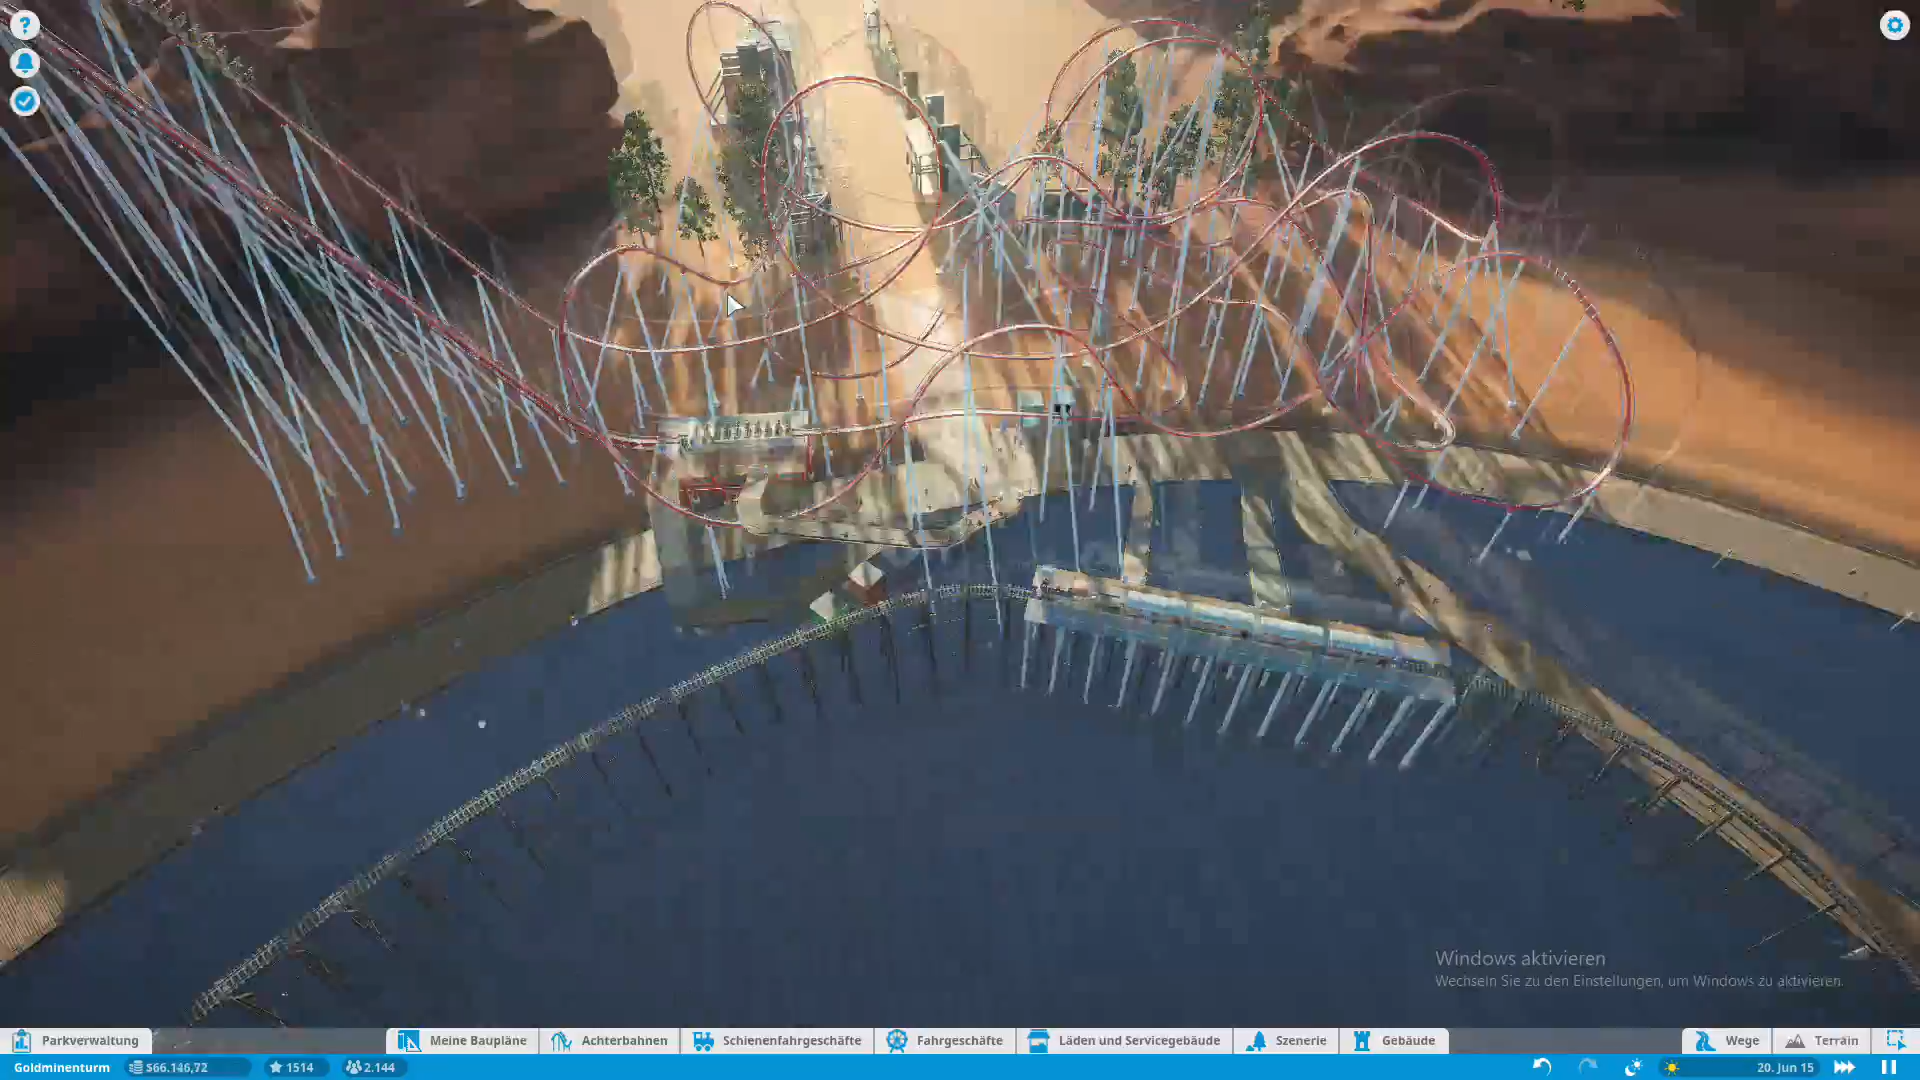 ?
Windows aktivieren
Wechseln Sie zu den Einstellungen, um Windows zu aktivieren.
Parkverwaltung
Meine Baupläne
Achterbahnen
Schienenfahrgeschäfte
Fahrgeschäfte
Läden und Servicegebäude
Szenerie
Gebäude
Wege
Terrain
Goldminenturm
$66.146,72
1514
2.144
20. Jun 15